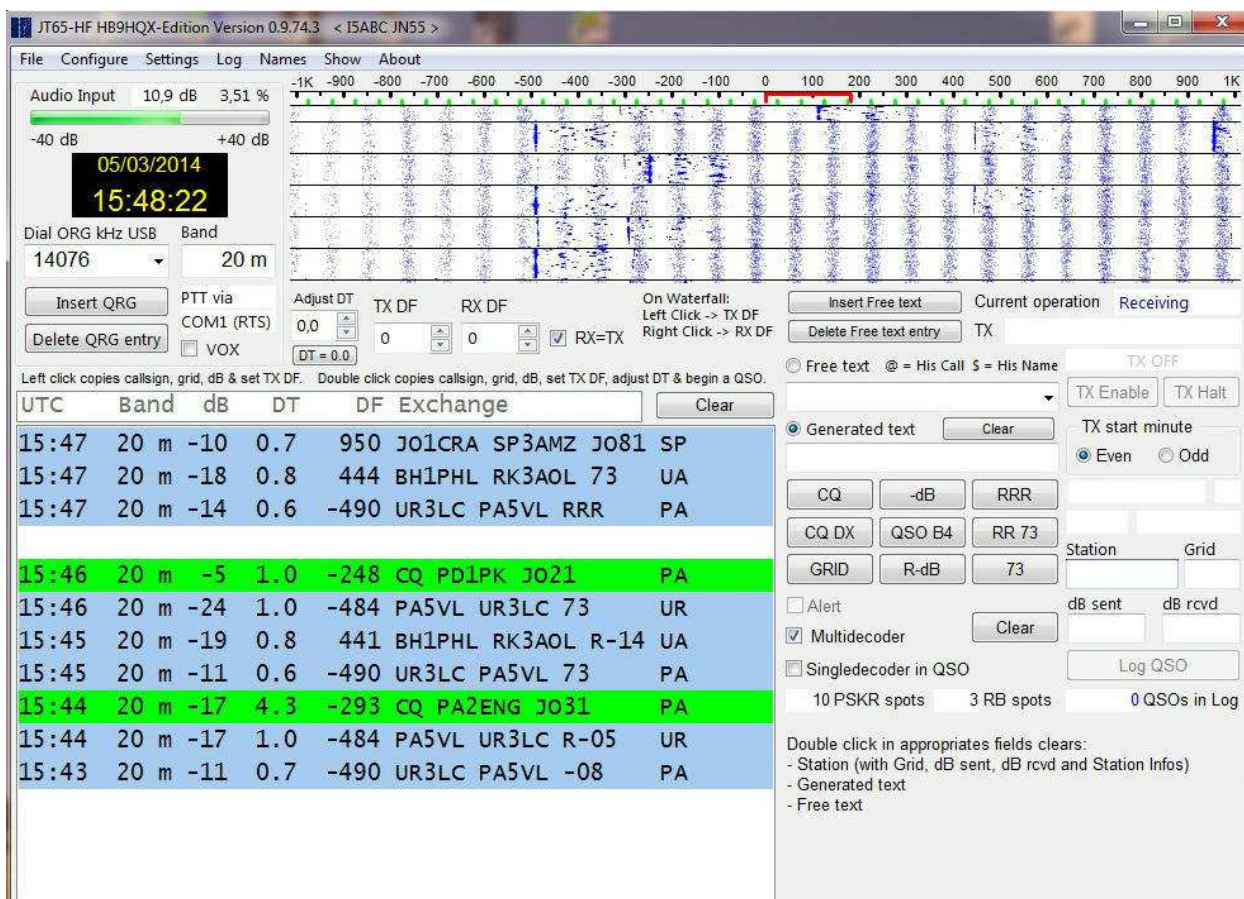 JT65-HF HB9HQX-Edition Version 0.9.74.3 < I5ABC JN55 >
File Configure Settings Log Names Show About
-1K -900 -800 -700 -600 -500 -400 -300 -200 -100 0 100 200 300 400 500 600 700 800 900 1K
Audio Input 10,9 dB 3,51 %
-40 dB +40 dB
05/03/2014
15:48:22
Dial QRG kHz USB Band
14076 20 m
Insert QRG PTT via
COM1 (RTS)
Delete QRG entry VOX
Adjust DT TX DF RX DF
0,0 0 0 RX=TX
DT = 0.0
On Waterfall:
Left Click -> TX DF
Right Click -> RX DF
Insert Free text Current operation Receiving
Delete Free text entry TX
Free text @ = His Call $ = His Name TX OFF
TX Enable TX Halt
Left click copies callsign, grid, dB & set TX DF. Double click copies callsign, grid, dB, set TX DF, adjust DT & begin a QSO.
UTC Band dB DT DF Exchange Clear
15:47 20 m -10 0.7 950 JO1CRA SP3AMZ JO81 SP
15:47 20 m -18 0.8 444 BH1PHL RK3AOL 73 UA
15:47 20 m -14 0.6 -490 UR3LC PA5VL RRR PA
15:46 20 m -5 1.0 -248 CQ PD1PK JO21 PA
15:46 20 m -24 1.0 -484 PA5VL UR3LC 73 UR
15:45 20 m -19 0.8 441 BH1PHL RK3AOL R-14 UA
15:45 20 m -11 0.6 -490 UR3LC PA5VL 73 PA
15:44 20 m -17 4.3 -293 CQ PA2ENG JO31 PA
15:44 20 m -17 1.0 -484 PA5VL UR3LC R-05 UR
15:43 20 m -11 0.7 -490 UR3LC PA5VL -08 PA
Generated text Clear
TX start minute
Even Odd
CQ -dB RRR
CQ DX QSO B4 RR 73
GRID R-dB 73
Station Grid
Alert
Multidecoder Clear
dB sent dB rcvd
Singledecoder in QSO Log QSO
10 PSKR spots 3 RB spots 0 QSOs in Log
Double click in appropriates fields clears:
- Station (with Grid, dB sent, dB rcvd and Station Infos)
- Generated text
- Free text